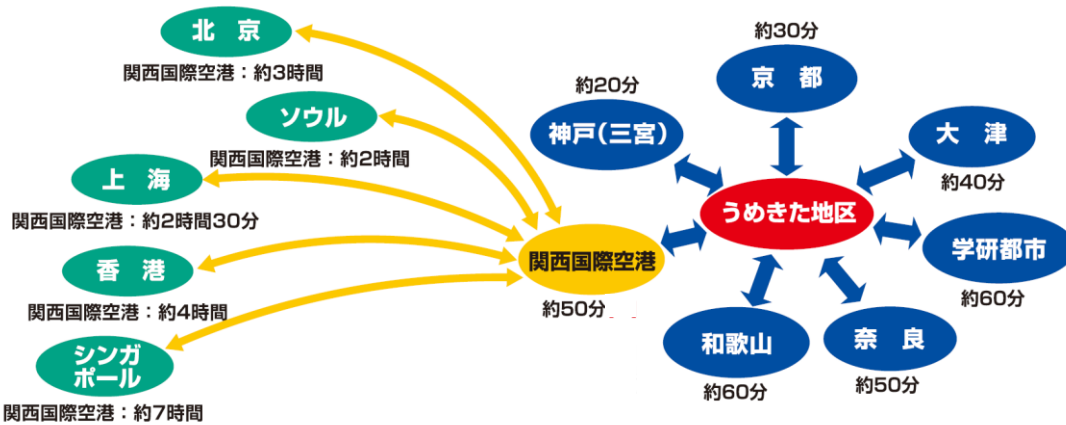 北 京
関西国際空港:約3時間
ソウル
関西国際空港:約2時間
上 海
関西国際空港:約2時間30分
香 港
関西国際空港:約4時間
シンガ
ポール
関西国際空港:約7時間
関西国際空港
約50分
約20分
神戸(三宮)
約30分
京 都
大 津
約40分
うめきた地区
学研都市
約60分
和歌山
約60分
奈 良
約50分